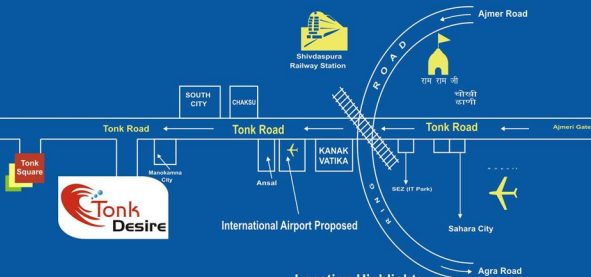 Ajmer Road
Shivdaspura
Railway Station
ROAD
राम राम जी
चोखी
ढाणी
SOUTH
CITY
CHAKSU
Tonk Road
Tonk Road
Tonk Road
Ajmeri Gate
Tonk
Square
Manokamna
City
Ansal
KANAK
VATIKA
SEZ (IT Park)
RING
Tonk
Desire
International Airport Proposed
Sahara City
Agra Road